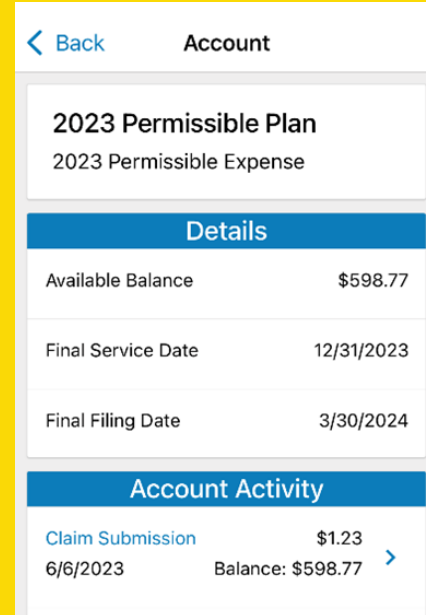 Back Account
2023 Permissible Plan
2023 Permissible Expense
Details
Available Balance $598.77
Final Service Date 12/31/2023
Final Filing Date 3/30/2024
Account Activity
Claim Submission $1.23
6/6/2023 Balance: $598.77